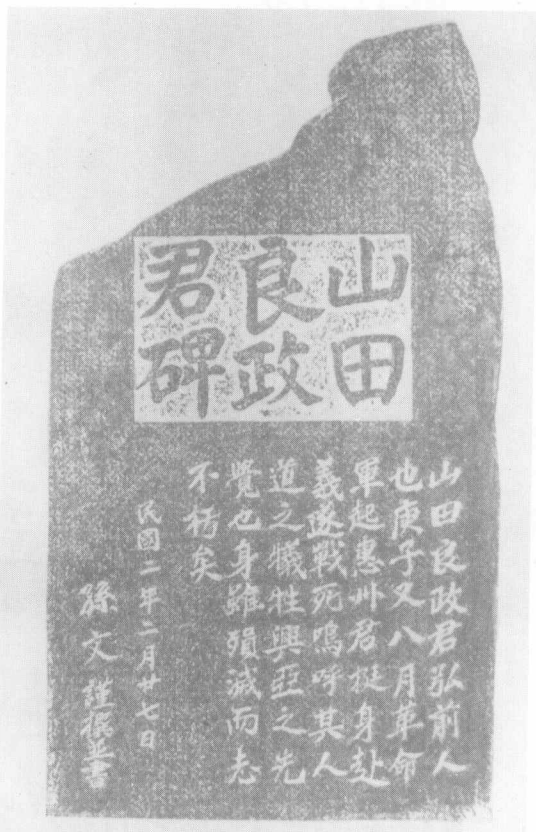 山田
良政
君碑
山田良政君弘前人
也庚子又八月革命
軍起惠州君挺身赴
義遂戰死嗚呼其人
道之犧牲興亞之先
覺也身雖殞滅而志
不朽矣
民國二年二月廿七日
孫文謹撰並書